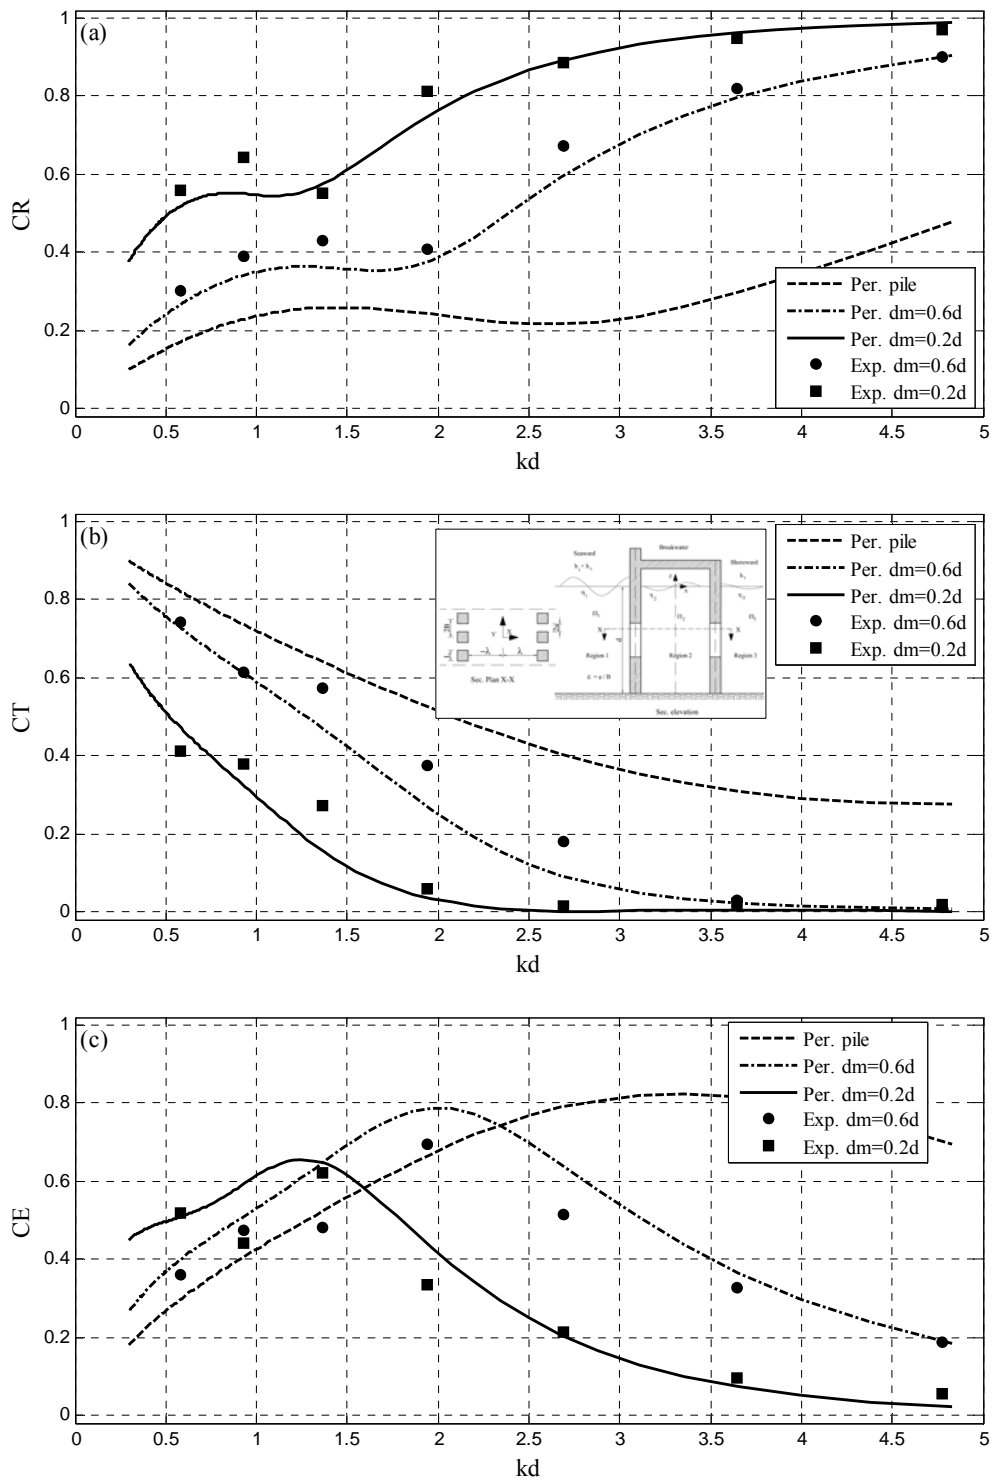 (a)
CR
1
0.8
0.6
0.4
0.2
0
0 0.5 1 1.5 2 2.5 3 3.5 4 4.5 5
kd
Per. pile
Per. dm=0.6d
Per. dm=0.2d
Exp. dm=0.6d
Exp. dm=0.2d
(b)
CT
1
0.8
0.6
0.4
0.2
0
0 0.5 1 1.5 2 2.5 3 3.5 4 4.5 5
kd
Seaward
Breakwater
Shoreward
Region 1
Region 2
Region 3
ε = a / B
Sec. Plan X-X
Sec. elevation
2B
-λ
λ
Y
X
X
X
d
Per. pile
Per. dm=0.6d
Per. dm=0.2d
Exp. dm=0.6d
Exp. dm=0.2d
(c)
CE
1
0.8
0.6
0.4
0.2
0
0 0.5 1 1.5 2 2.5 3 3.5 4 4.5 5
kd
Per. pile
Per. dm=0.6d
Per. dm=0.2d
Exp. dm=0.6d
Exp. dm=0.2d